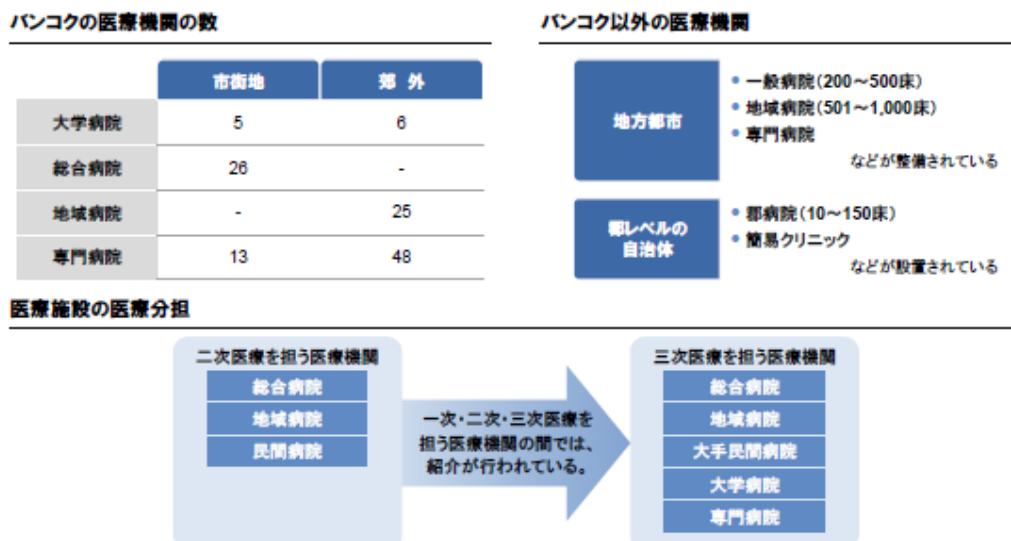 バンコクの医療機関の数
市街地 郊 外
大学病院 5 6
総合病院 26 -
地域病院 - 25
専門病院 13 48
バンコク以外の医療機関
地方都市
• 一般病院(200~500床)
• 地域病院(501~1,000床)
• 専門病院
などが整備されている
郡レベルの
自治体
• 郡病院(10~150床)
• 簡易クリニック
などが設置されている
医療施設の医療分担
二次医療を担う医療機関
総合病院
地域病院
民間病院
一次・二次・三次医療を
担う医療機関の間では、
紹介が行われている。
三次医療を担う医療機関
総合病院
地域病院
大手民間病院
大学病院
専門病院